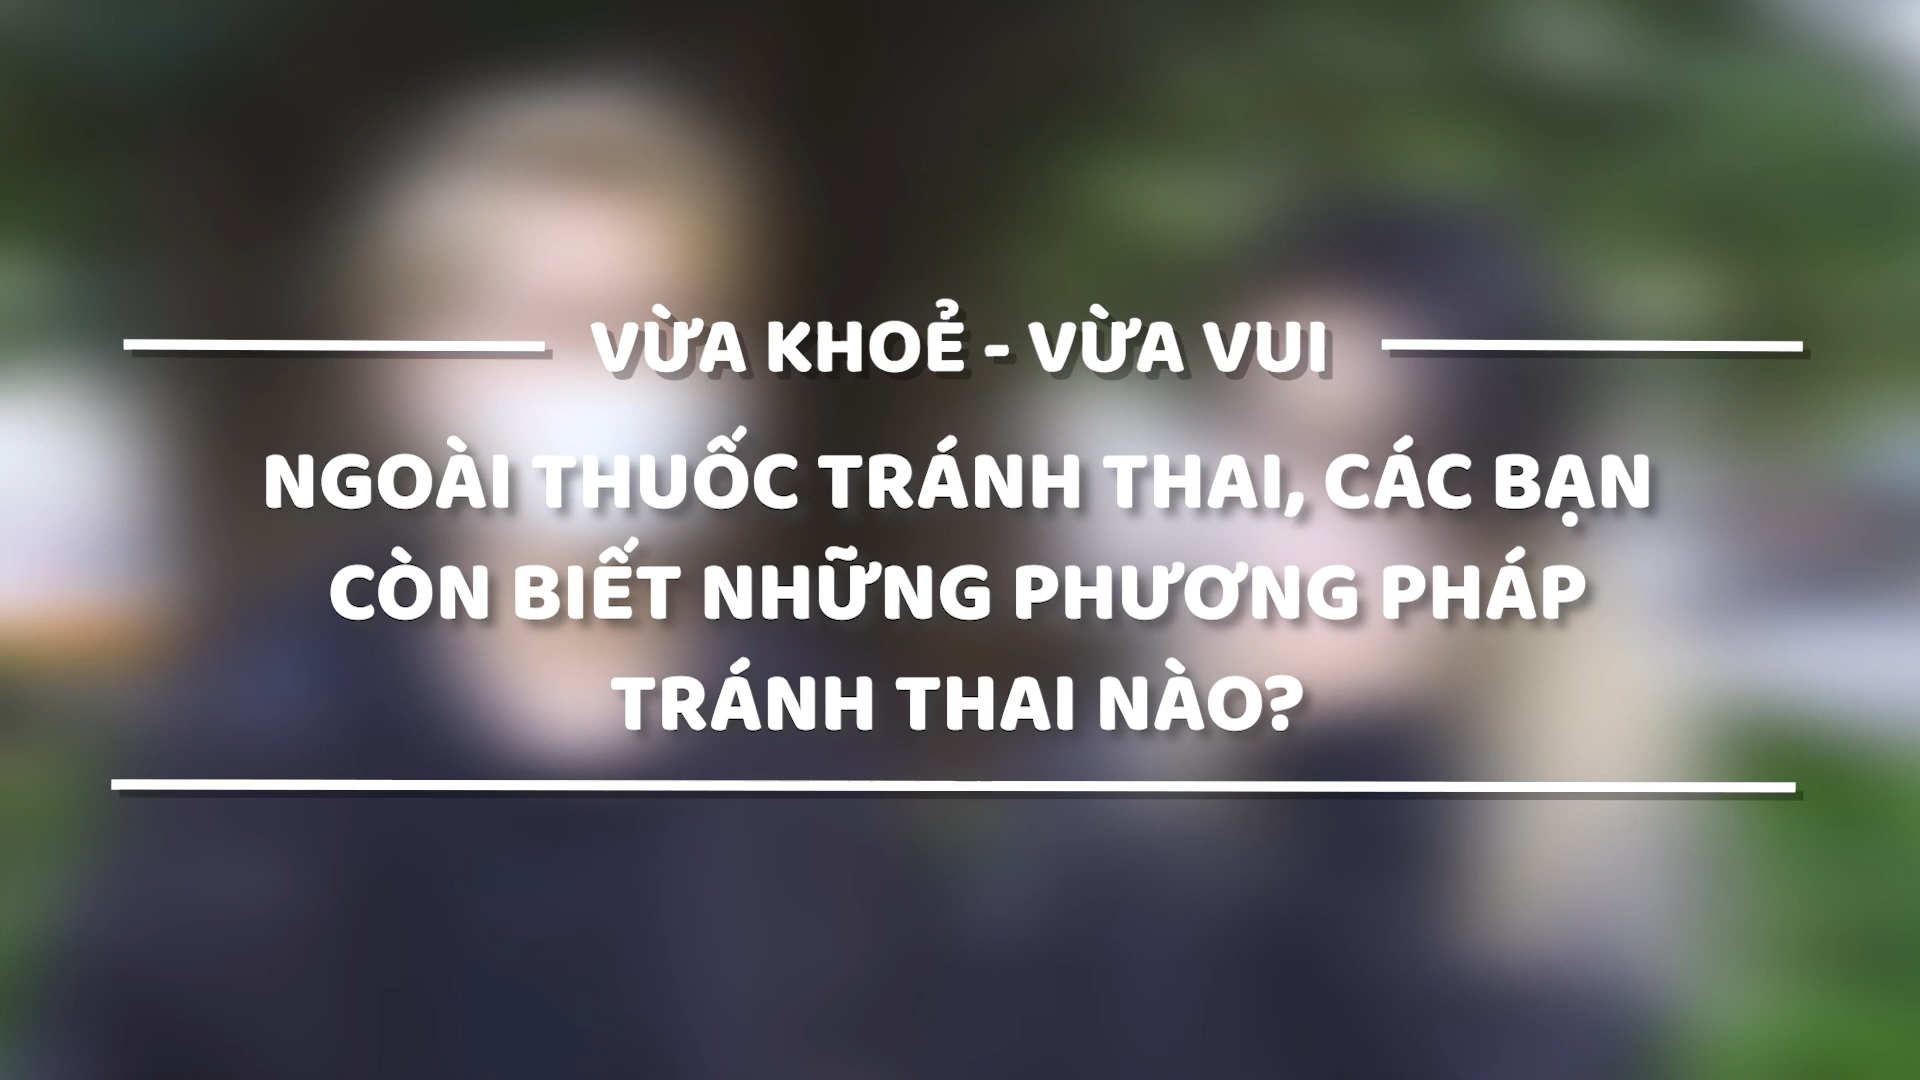 VỪA KHOẺ - VỪA VUI
NGOÀI THUỐC TRÁNH THAI, CÁC BẠN
CÒN BIẾT NHỮNG PHƯƠNG PHÁP
TRÁNH THAI NÀO?